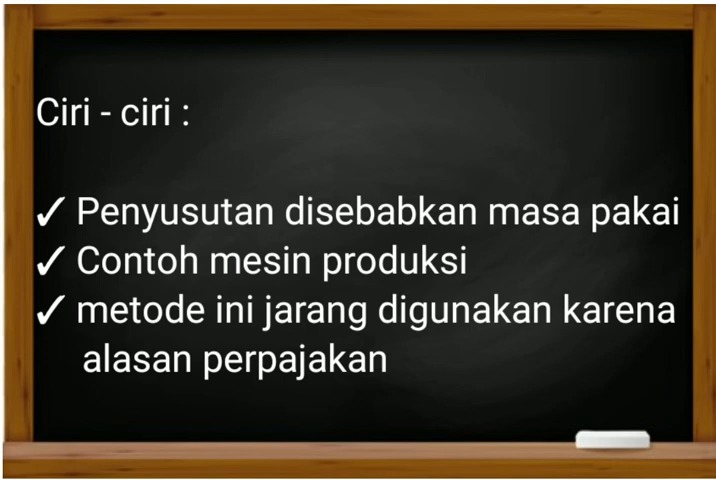 Ciri - ciri :
✓ Penyusutan disebabkan masa pakai
✓ Contoh mesin produksi
✓ metode ini jarang digunakan karena
alasan perpajakan